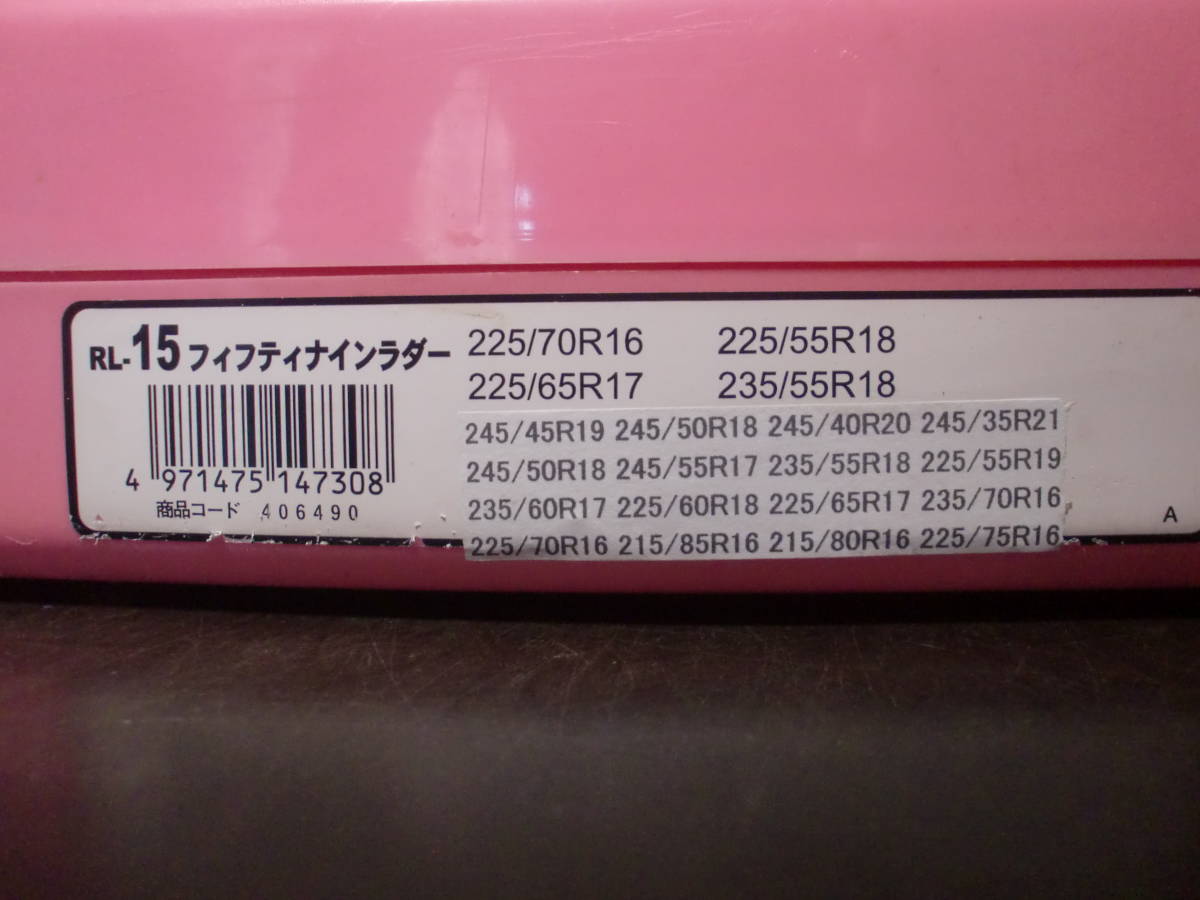 RL-15 フィフティナインラダー
4 971475 147308
商品コード 406490
225/70R16 225/55R18
225/65R17 235/55R18
245/45R19 245/50R18 245/40R20 245/35R21
245/50R18 245/55R17 235/55R18 225/55R19
235/60R17 225/60R18 225/65R17 235/70R16
225/70R16 215/85R16 215/80R16 225/75R16
A